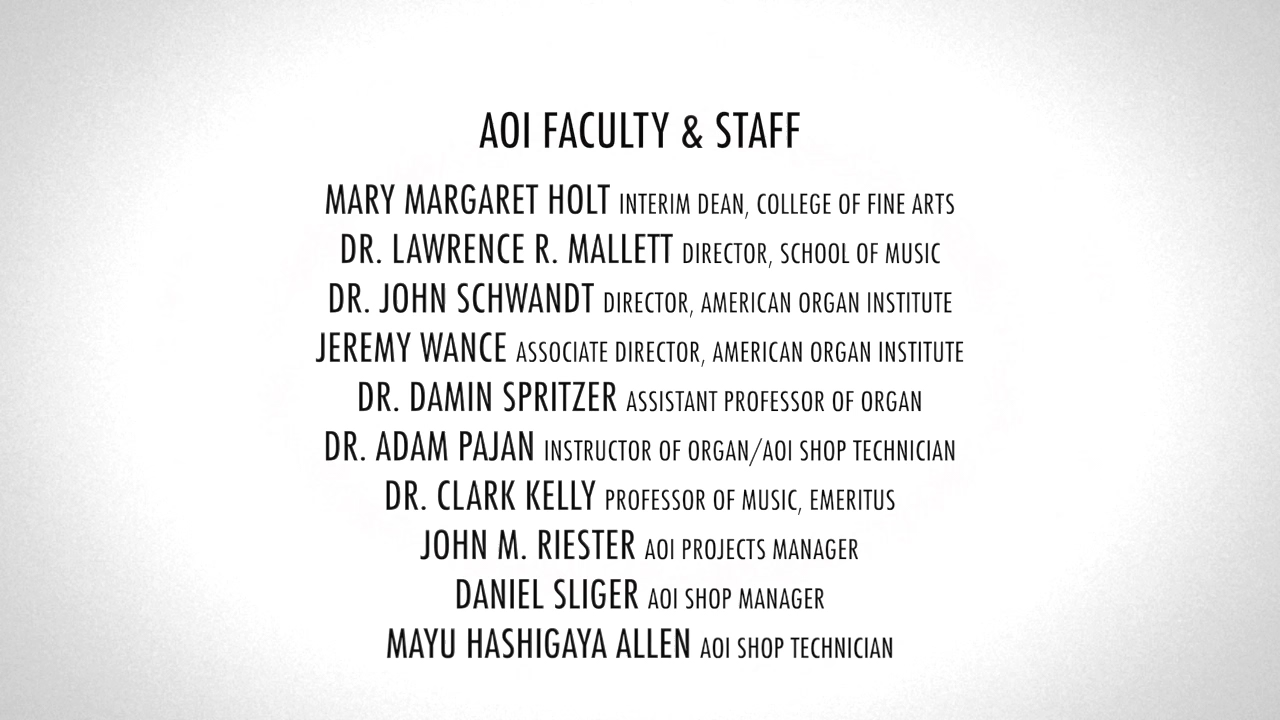 AOI FACULTY & STAFF
MARY MARGARET HOLT INTERIM DEAN, COLLEGE OF FINE ARTS
DR. LAWRENCE R. MALLETT DIRECTOR, SCHOOL OF MUSIC
DR. JOHN SCHWANDT DIRECTOR, AMERICAN ORGAN INSTITUTE
JEREMY WANCE ASSOCIATE DIRECTOR, AMERICAN ORGAN INSTITUTE
DR. DAMIN SPRITZER ASSISTANT PROFESSOR OF ORGAN
DR. ADAM PAJAN INSTRUCTOR OF ORGAN/AOI SHOP TECHNICIAN
DR. CLARK KELLY PROFESSOR OF MUSIC, EMERITUS
JOHN M. RIESTER AOI PROJECTS MANAGER
DANIEL SLIGER AOI SHOP MANAGER
MAYU HASHIGAYA ALLEN AOI SHOP TECHNICIAN